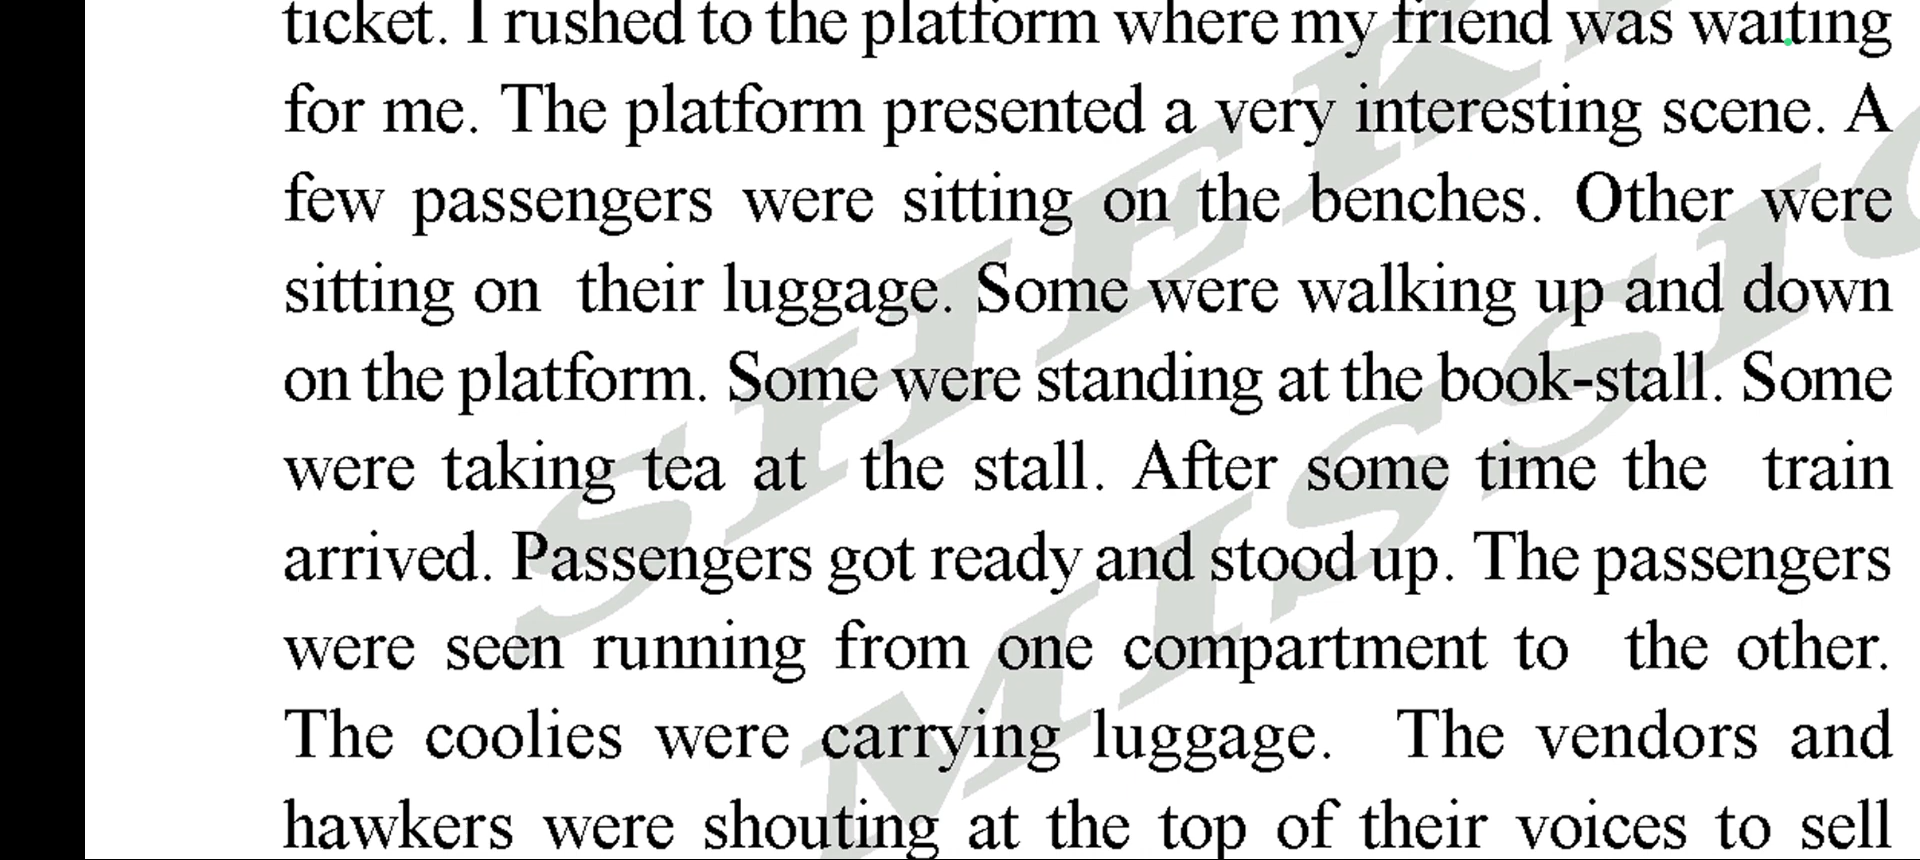 ticket. I rushed to the platform where my friend was waiting
for me. The platform presented a very interesting scene. A
few passengers were sitting on the benches. Other were
sitting on their luggage. Some were walking up and down
on the platform. Some were standing at the book-stall. Some
were taking tea at the stall. After some time the train
arrived. Passengers got ready and stood up. The passengers
were seen running from one compartment to the other.
The coolies were carrying luggage. The vendors and
hawkers were shouting at the top of their voices to sell